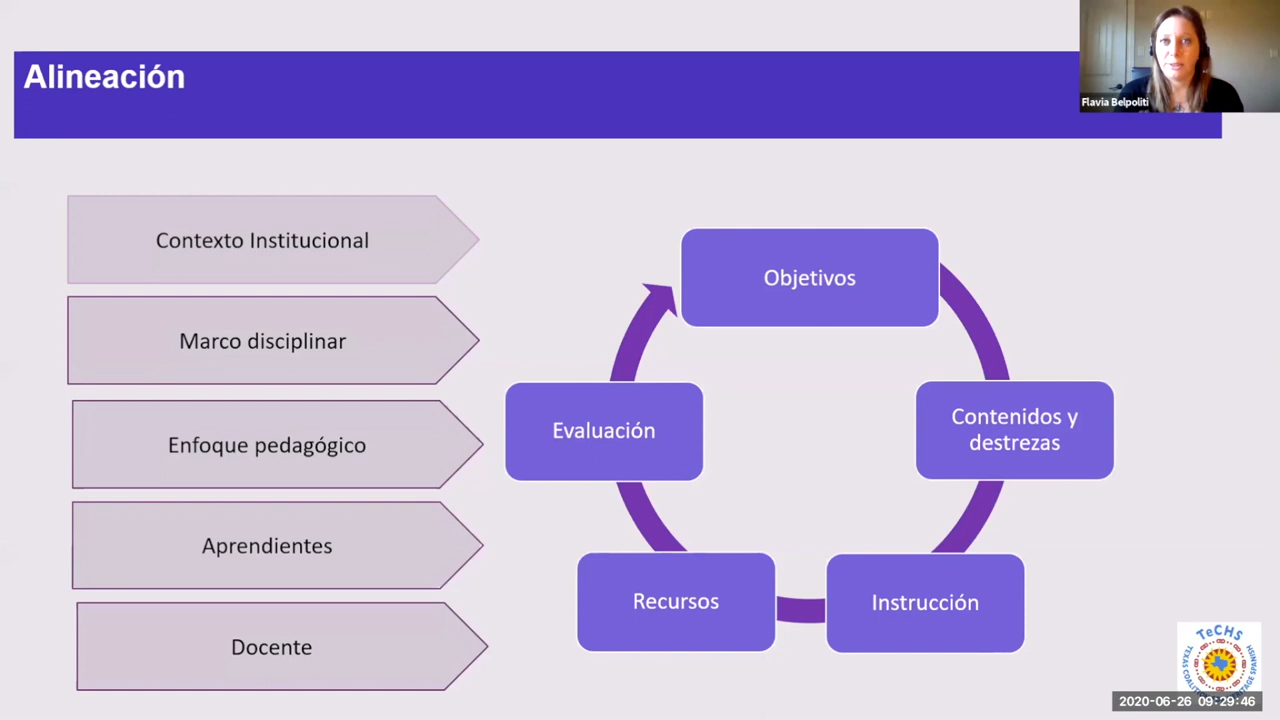 Alineación
Flavia Belpoliti
Contexto Institucional
Marco disciplinar
Enfoque pedagógico
Aprendientes
Docente
Objetivos
Contenidos y
destrezas
Instrucción
Recursos
Evaluación
TeCHS
2020-06-26 09:29:46